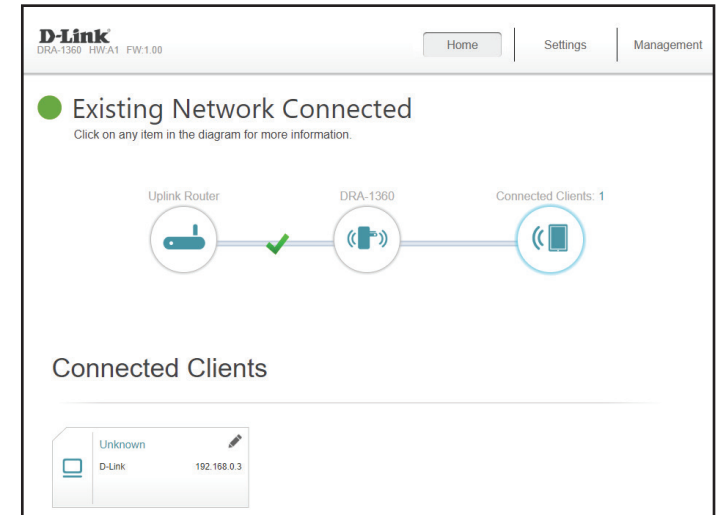 D-Link
DRA-1360 HW:A1 FW:1.00
Home
Settings
Management
Existing Network Connected
Click on any item in the diagram for more information.
Uplink Router
DRA-1360
Connected Clients: 1
Connected Clients
Unknown
D-Link 192.168.0.3